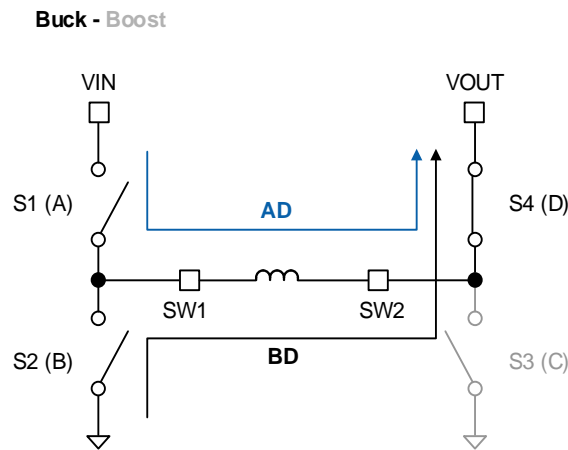 Buck - Boost
VIN
VOUT
S1 (A)
AD
S4 (D)
SW1
SW2
S2 (B)
BD
S3 (C)